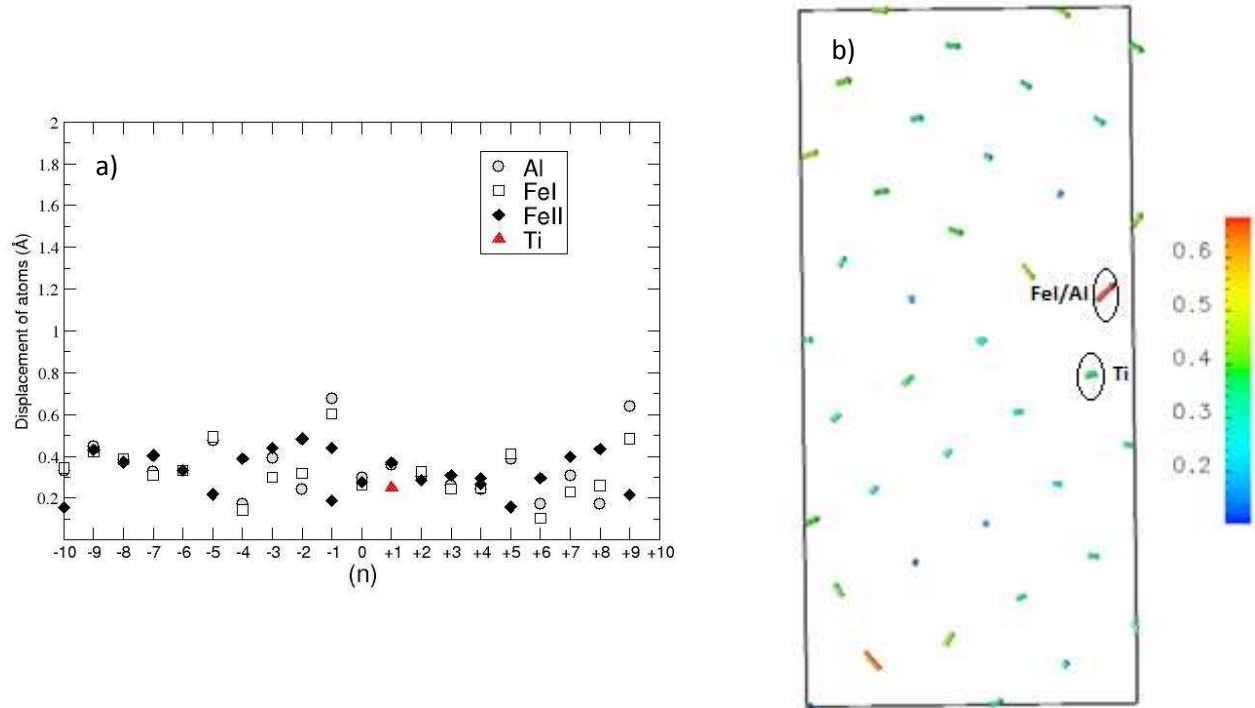 a)
Displacement of atoms (Å)
2
1.8
1.6
1.4
1.2
1
0.8
0.6
0.4
0.2
Al
FeI
FeII
Ti
-10 -9 -8 -7 -6 -5 -4 -3 -2 -1 0 +1 +2 +3 +4 +5 +6 +7 +8 +9 +10
(n)
b)
FeI/Al
Ti
0.6
0.5
0.4
0.3
0.2